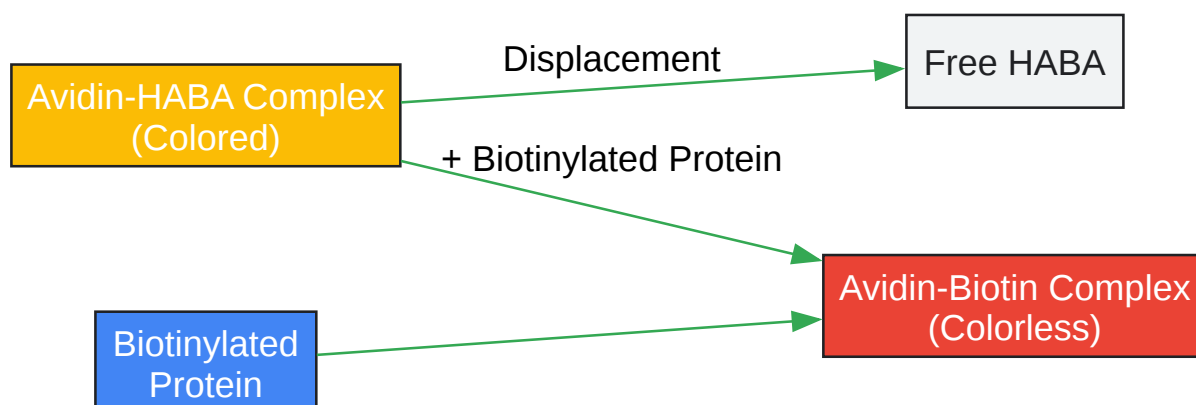 Displacement
Free HABA
Avidin-HABA Complex
(Colored)
+ Biotinylated Protein
Avidin-Biotin Complex
(Colorless)
Biotinylated
Protein